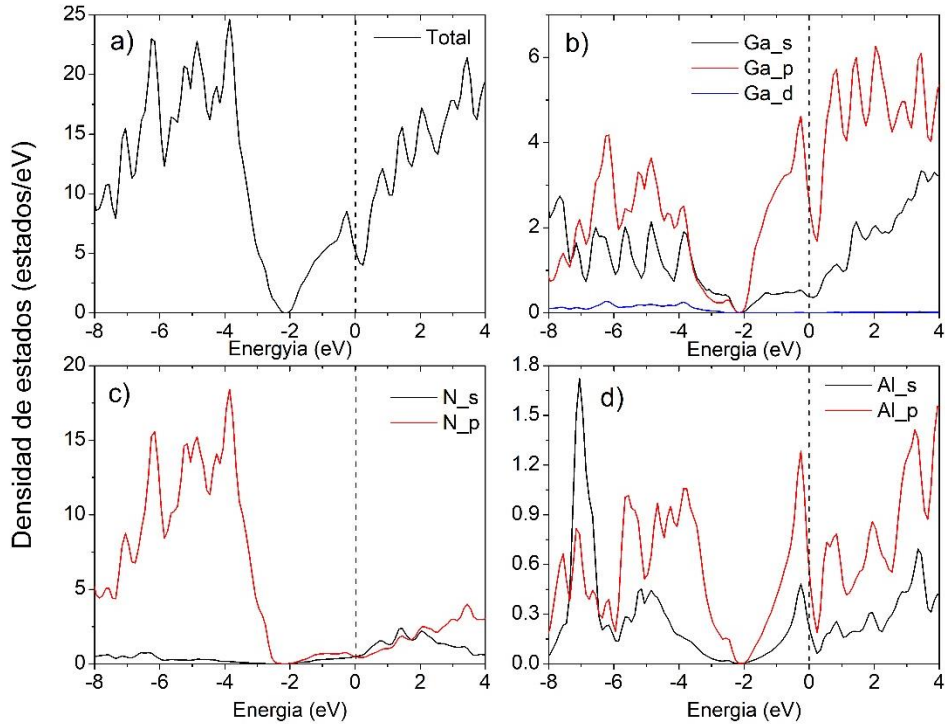 Densidad de estados (estados/eV)
a)
Total
25
20
15
10
5
0
-8 -6 -4 -2 0 2 4
Energyia (eV)
b)
Ga_s
Ga_p
Ga_d
6
4
2
0
-8 -6 -4 -2 0 2 4
Energia (eV)
c)
N_s
N_p
20
15
10
5
0
-8 -6 -4 -2 0 2 4
Energia (eV)
d)
Al_s
Al_p
1.8
1.5
1.2
0.9
0.6
0.3
0.0
-8 -6 -4 -2 0 2 4
Energia (eV)